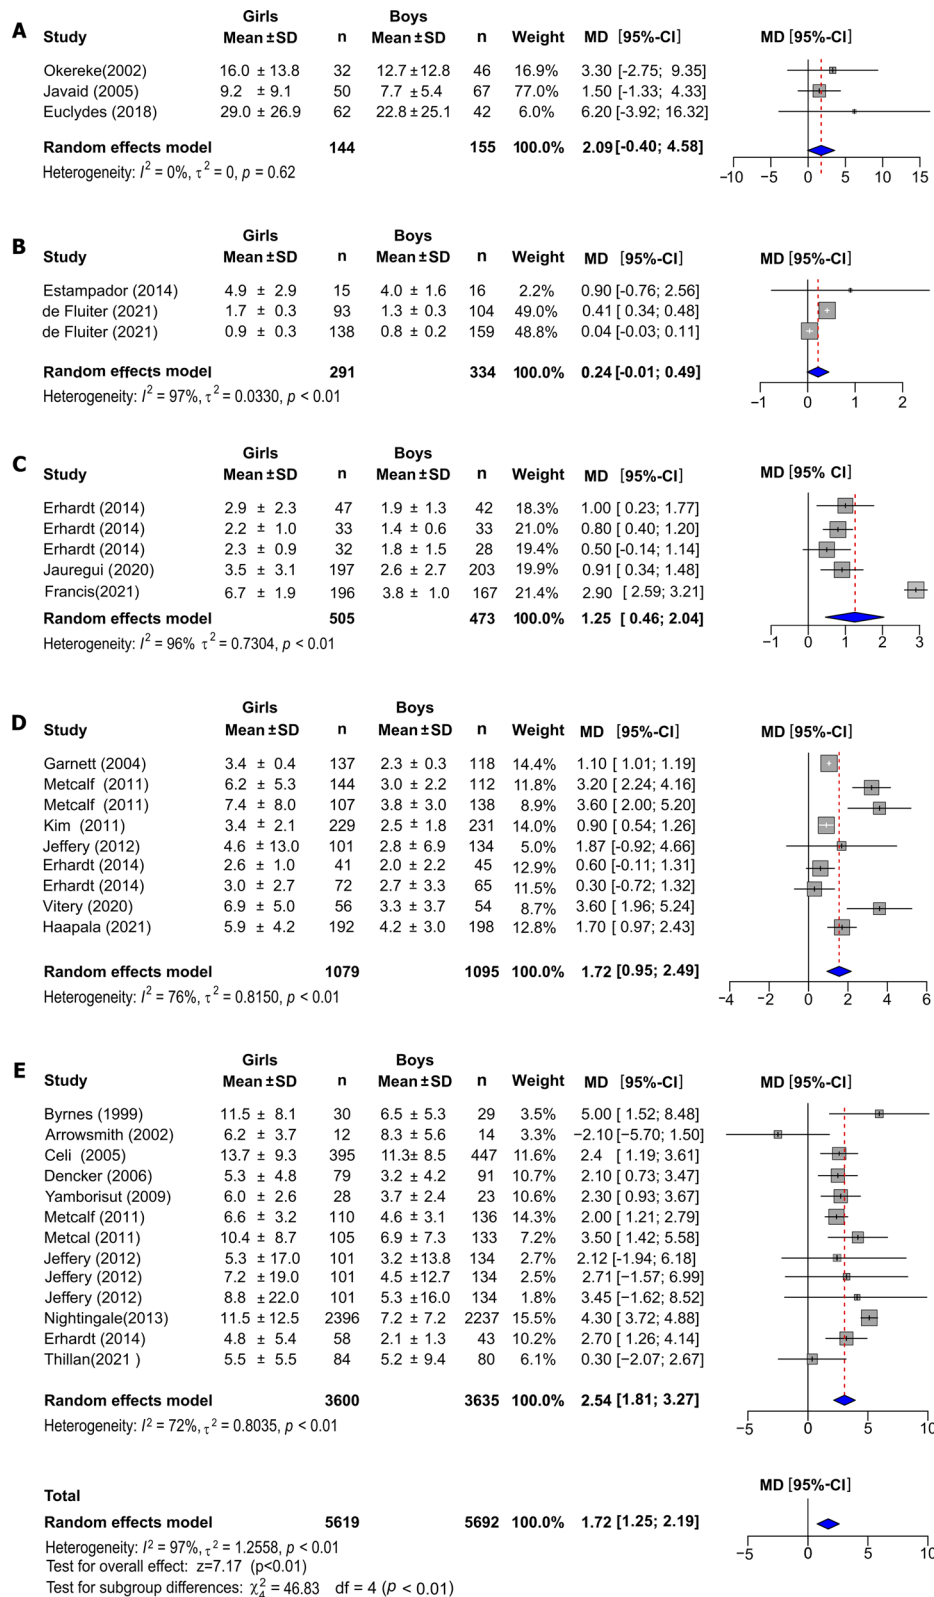 A
Girls Boys
Study Mean ±SD n Mean ±SD n Weight MD [95%-CI] MD [95%-CI]
Okereke(2002) 16.0 ± 13.8 32 12.7 ±12.8 46 16.9% 3.30 [-2.75; 9.35]
Javaid (2005) 9.2 ± 9.1 50 7.7 ± 5.4 67 77.0% 1.50 [-1.33; 4.33]
Euclydes (2018) 29.0 ± 26.9 62 22.8 ±25.1 42 6.0% 6.20 [-3.92; 16.32]
Random effects model 144 155 100.0% 2.09 [-0.40; 4.58]
Heterogeneity: I² = 0%, τ² = 0, p = 0.62
−10 0 5 10 15
B
Girls Boys
Study Mean ±SD n Mean ±SD n Weight MD [95%-CI] MD [95%-CI]
Estampador (2014) 4.9 ± 2.9 15 4.0 ± 1.6 16 2.2% 0.90 [-0.76; 2.56]
de Fluiter (2021) 1.7 ± 0.3 93 1.3 ± 0.3 104 49.0% 0.41 [ 0.34; 0.48]
de Fluiter (2021) 0.9 ± 0.3 138 0.8 ± 0.2 159 48.8% 0.04 [-0.03; 0.11]
Random effects model 291 334 100.0% 0.24 [-0.01; 0.49]
Heterogeneity: I² = 97%, τ² = 0.0330, p < 0.01
−1 0 1 2
C
Girls Boys
Study Mean ±SD n Mean ±SD n Weight MD [95%-CI] MD [95% CI]
Erhardt (2014) 2.9 ± 2.3 47 1.9 ± 1.3 42 18.3% 1.00 [ 0.23; 1.77]
Erhardt (2014) 2.2 ± 1.0 33 1.4 ± 0.6 33 21.0% 0.80 [ 0.40; 1.20]
Erhardt (2014) 2.3 ± 0.9 32 1.8 ± 1.5 28 19.4% 0.50 [-0.14; 1.14]
Jauregui (2020) 3.5 ± 3.1 197 2.6 ± 2.7 203 19.9% 0.91 [ 0.34; 1.48]
Francis(2021) 6.7 ± 1.9 196 3.8 ± 1.0 167 21.4% 2.90 [ 2.59; 3.21]
Random effects model 505 473 100.0% 1.25 [ 0.46; 2.04]
Heterogeneity: I² = 96% τ² = 0.7304, p < 0.01
−1 0 1 2 3
D
Girls Boys
Study Mean ±SD n Mean ±SD n Weight MD [95%-CI] MD [95%-CI]
Garnett (2004) 3.4 ± 0.4 137 2.3 ± 0.3 118 14.4% 1.10 [ 1.01; 1.19]
Metcalf (2011) 6.2 ± 5.3 144 3.0 ± 2.2 112 11.8% 3.20 [ 2.24; 4.16]
Metcalf (2011) 7.4 ± 8.0 107 3.8 ± 3.0 138 8.9% 3.60 [ 2.00; 5.20]
Kim (2011) 3.4 ± 2.1 229 2.5 ± 1.8 231 14.0% 0.90 [ 0.54; 1.26]
Jeffery (2012) 4.6 ± 13.0 101 2.8 ± 6.9 134 5.0% 1.87 [-0.92; 4.66]
Erhardt (2014) 2.6 ± 1.0 41 2.0 ± 2.2 45 12.9% 0.60 [-0.11; 1.31]
Erhardt (2014) 3.0 ± 2.7 72 2.7 ± 3.3 65 11.5% 0.30 [-0.72; 1.32]
Vitery (2020) 6.9 ± 5.0 56 3.3 ± 3.7 54 8.7% 3.60 [ 1.96; 5.24]
Haapala (2021) 5.9 ± 4.2 192 4.2 ± 3.0 198 12.8% 1.70 [ 0.97; 2.43]
Random effects model 1079 1095 100.0% 1.72 [0.95; 2.49]
Heterogeneity: I² = 76%, τ² = 0.8150, p < 0.01
−4 −2 0 2 4 6
E
Girls Boys
Study Mean ±SD n Mean ±SD n Weight MD [95%-CI] MD [95%-CI]
Byrnes (1999) 11.5 ± 8.1 30 6.5 ± 5.3 29 3.5% 5.00 [ 1.52; 8.48]
Arrowsmith (2002) 6.2 ± 3.7 12 8.3 ± 5.6 14 3.3% −2.10 [−5.70; 1.50]
Celi (2005) 13.7 ± 9.3 395 11.3± 8.5 447 11.6% 2.4 [ 1.19; 3.61]
Dencker (2006) 5.3 ± 4.8 79 3.2 ± 4.2 91 10.7% 2.10 [ 0.73; 3.47]
Yamborisut (2009) 6.0 ± 2.6 28 3.7 ± 2.4 23 10.6% 2.30 [ 0.93; 3.67]
Metcalf (2011) 6.6 ± 3.2 110 4.6 ± 3.1 136 14.3% 2.00 [ 1.21; 2.79]
Metcal (2011) 10.4 ± 8.7 105 6.9 ± 7.3 133 7.2% 3.50 [ 1.42; 5.58]
Jeffery (2012) 5.3 ± 17.0 101 3.2 ±13.8 134 2.7% 2.12 [-1.94; 6.18]
Jeffery (2012) 7.2 ± 19.0 101 4.5 ±12.7 134 2.5% 2.71 [−1.57; 6.99]
Jeffery (2012) 8.8 ± 22.0 101 5.3 ±16.0 134 1.8% 3.45 [−1.62; 8.52]
Nightingale(2013) 11.5 ± 12.5 2396 7.2 ± 7.2 2237 15.5% 4.30 [ 3.72; 4.88]
Erhardt (2014) 4.8 ± 5.4 58 2.1 ± 1.3 43 10.2% 2.70 [ 1.26; 4.14]
Thillan(2021 ) 5.5 ± 5.5 84 5.2 ± 9.4 80 6.1% 0.30 [−2.07; 2.67]
Random effects model 3600 3635 100.0% 2.54 [1.81; 3.27]
Heterogeneity: I² = 72%, τ² = 0.8035, p < 0.01
−5 0 5 10
MD [95%-CI]
Total
Random effects model 5619 5692 100.0% 1.72 [1.25; 2.19]
Heterogeneity: I² = 97%, τ² = 1.2558, p < 0.01
−5 0 5 10
Test for overall effect: z=7.17 (p<0.01)
Test for subgroup differences: χ²₄ = 46.83 df = 4 (p < 0.01)